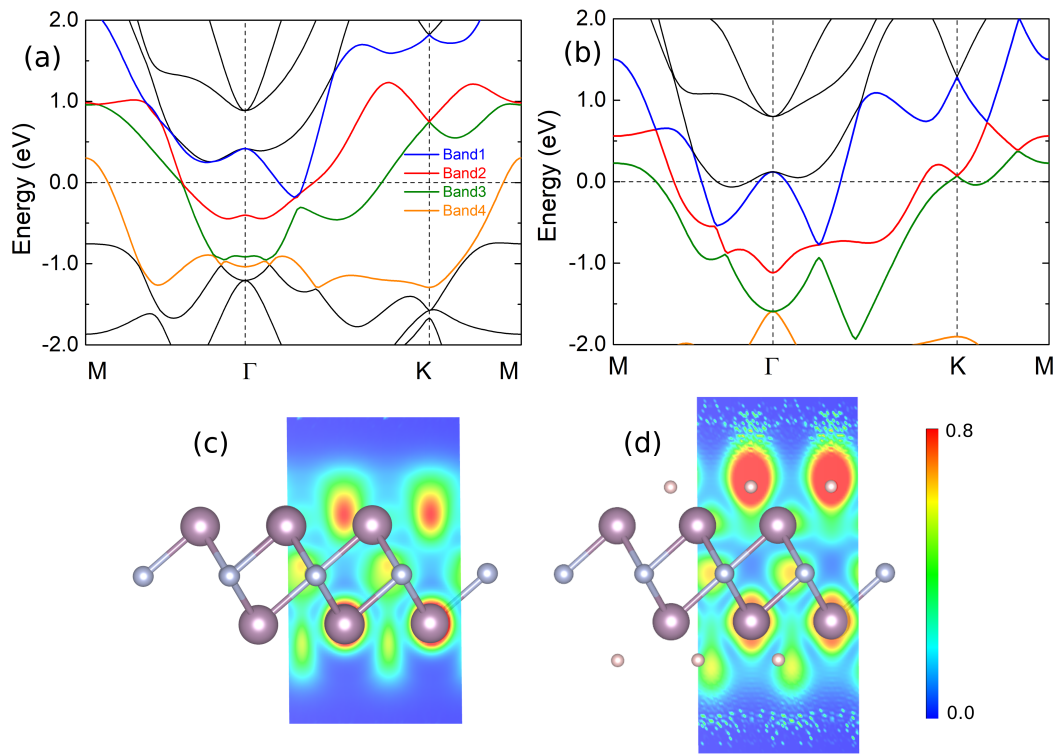 (a)
Energy (eV)
2.0
1.0
0.0
-1.0
-2.0
Band1
Band2
Band3
Band4
M
Γ
K
M
(b)
Energy (eV)
2.0
1.0
0.0
-1.0
-2.0
M
Γ
K
M
(c)
(d)
0.8
0.0